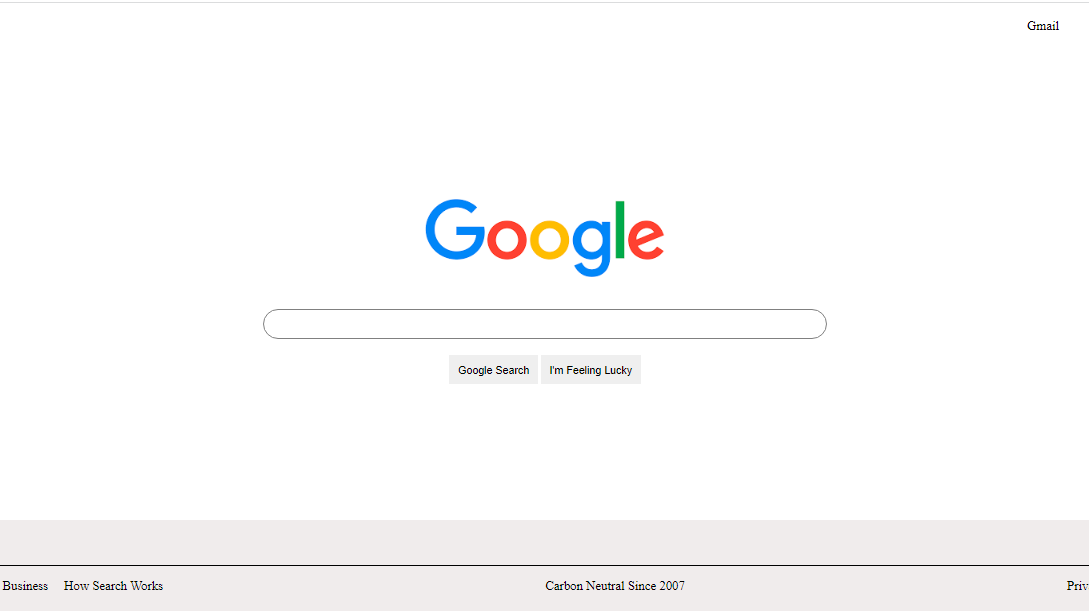 Gmail
Google
Google Search I'm Feeling Lucky
Business How Search Works Carbon Neutral Since 2007 Priv